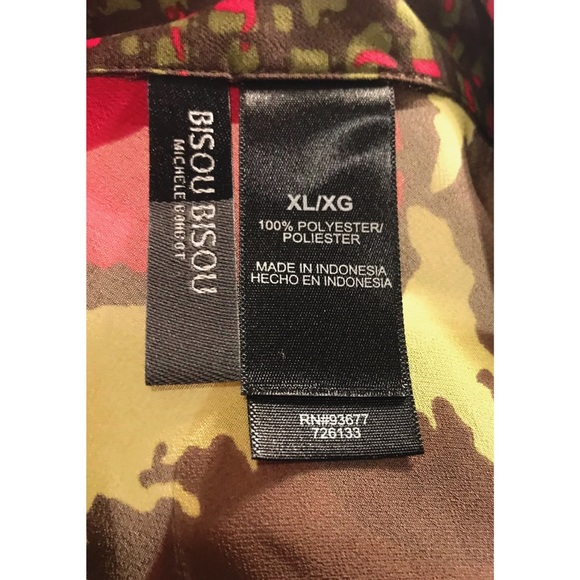 BISOU BISOU
MICHELE BOHBOT
XL/XG
100% POLYESTER/
POLIESTER
MADE IN INDONESIA
HECHO EN INDONESIA
RN#93677
726133